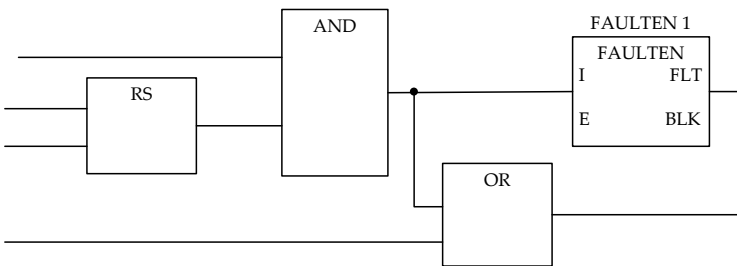 AND
FAULTEN 1
FAULTEN
I FLT
RS
E BLK
OR